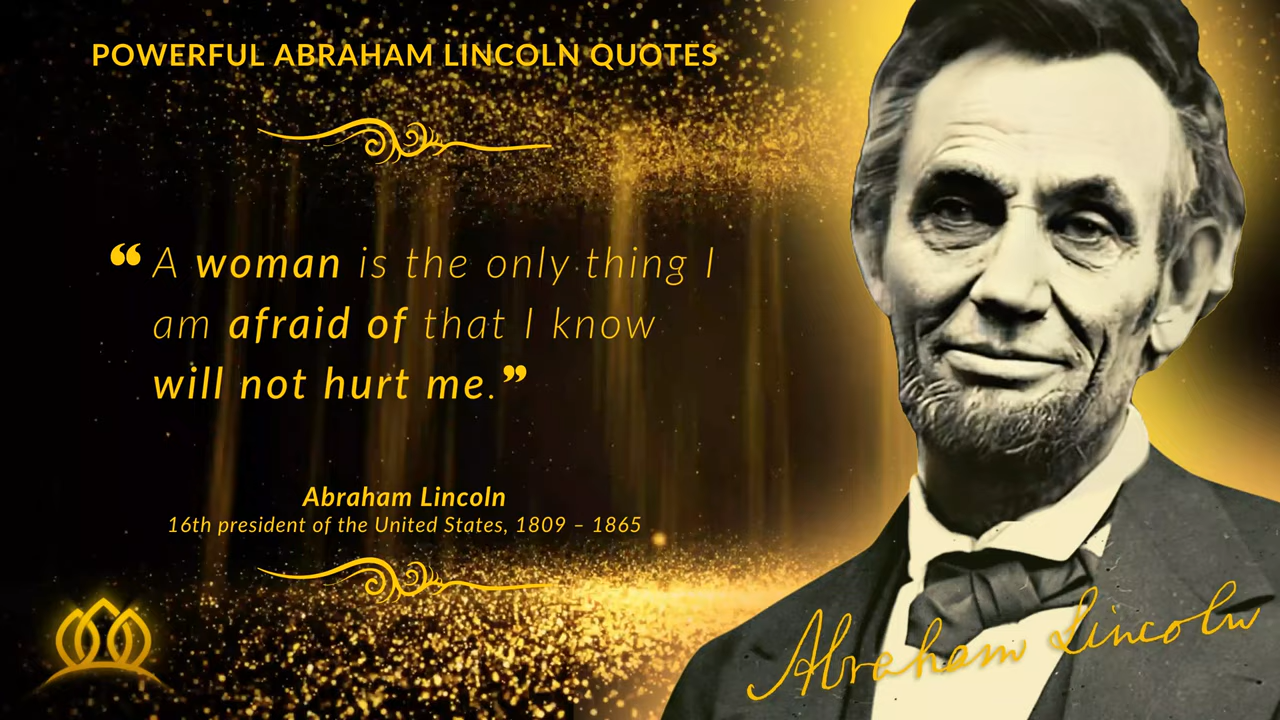 POWERFUL ABRAHAM LINCOLN QUOTES
“A woman is the only thing I
am afraid of that I know
will not hurt me.”
Abraham Lincoln
16th president of the United States, 1809 – 1865
Abraham Lincoln